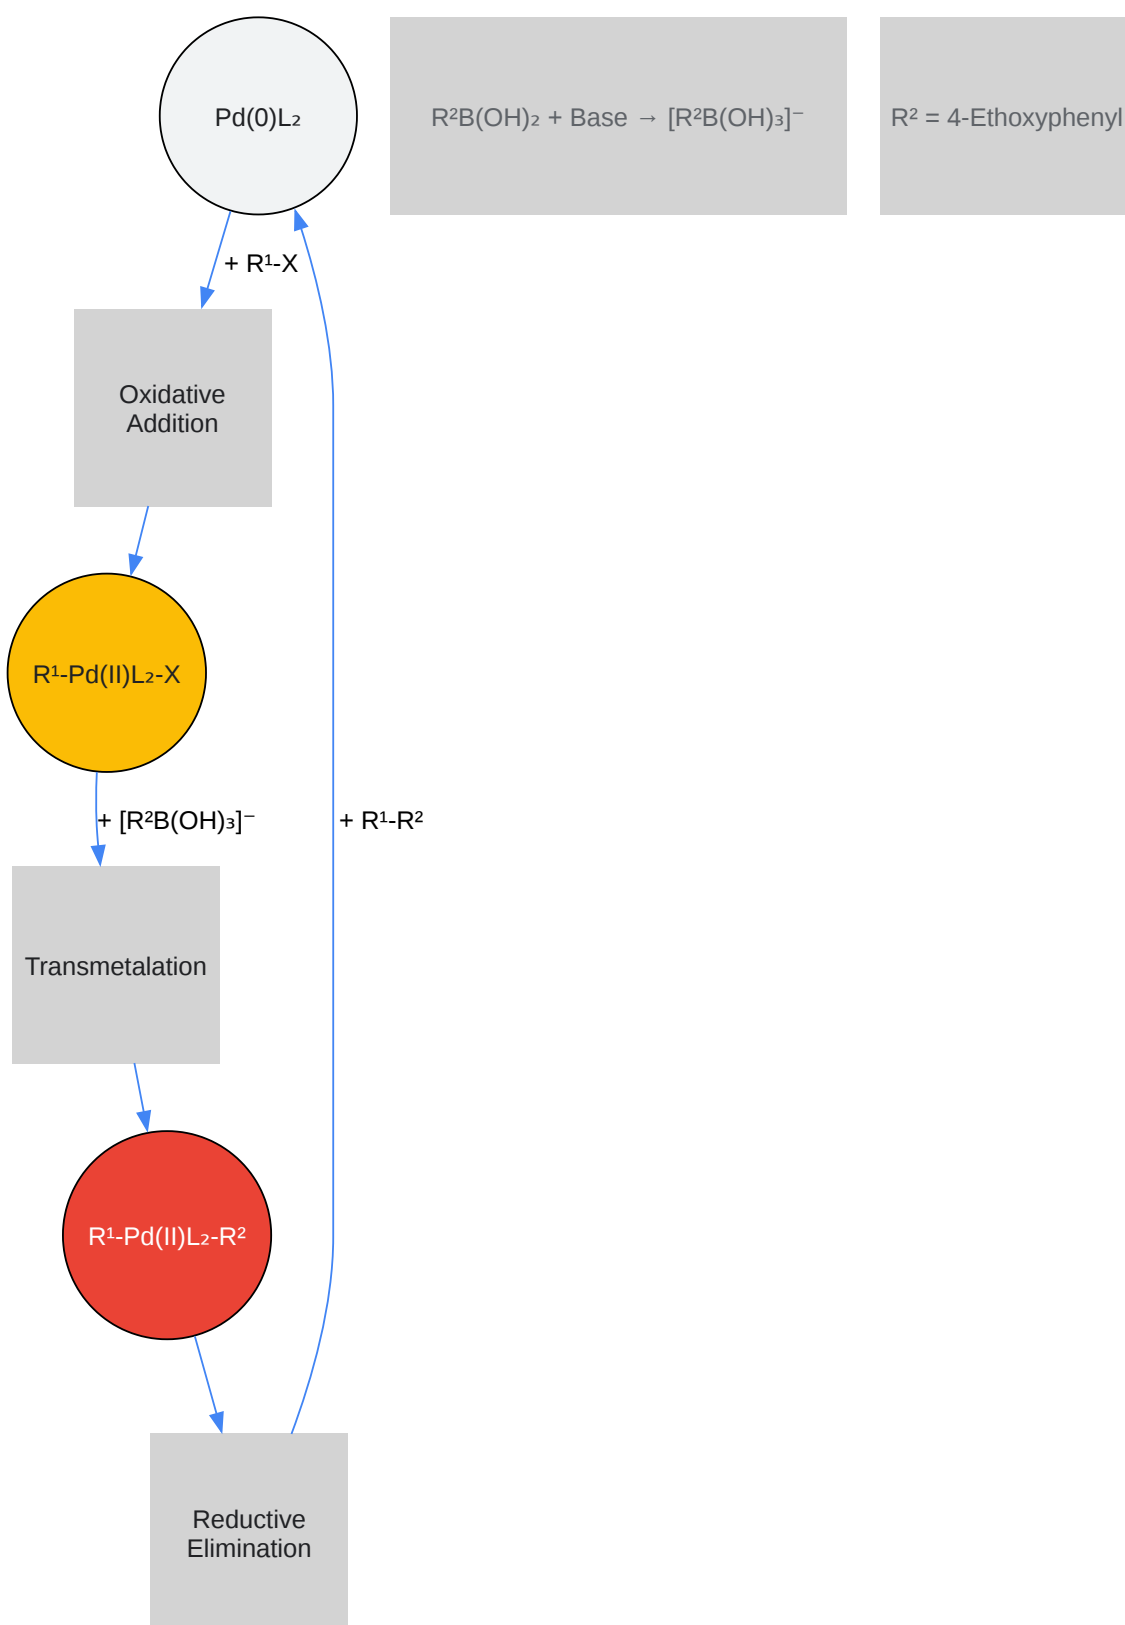 Pd(0)L₂
R²B(OH)₂ + Base → [R²B(OH)₃]⁻
R² = 4-Ethoxyphenyl
+ R¹-X
Oxidative
Addition
R¹-Pd(II)L₂-X
+ [R²B(OH)₃]⁻
+ R¹-R²
Transmetalation
R¹-Pd(II)L₂-R²
Reductive
Elimination